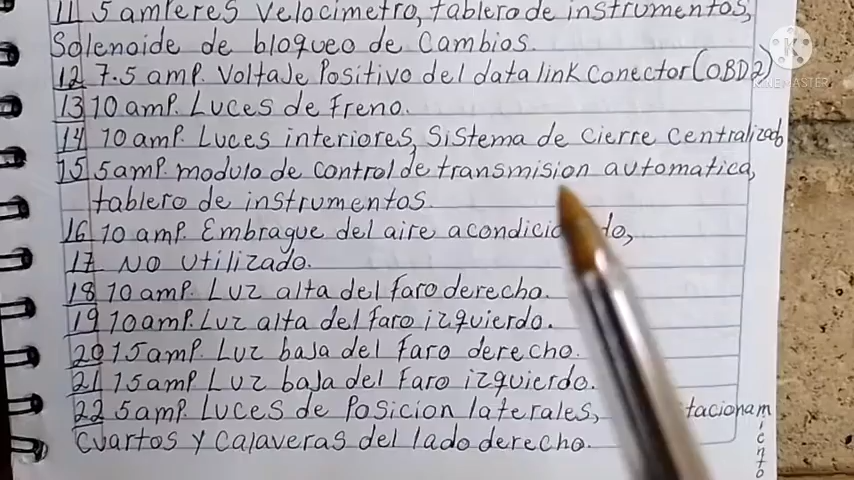 11 5 amperes Velocimetro, tablero de instrumentos,
Solenoide de bloqueo de Cambios.
12 7.5 amp. Voltaje Positivo del datalink conector (OBD2)
13 10 amp. Luces de Freno.
14 10 amp. Luces interiores, Sistema de cierre centralizado
15 5 amp. modulo de control de transmision automatica,
tablero de instrumentos.
16 10 amp. Embrague del aire
17 NO Utilizado.
18 10 amp. Luz alta del faro derecho.
19 10 amp. Luz alta del faro izquierdo.
20 15 amp. Luz baja del Faro derecho.
21 15 amp Luz baja del Faro izquierdo.
22 5 amp. Luces de Posicion laterales,
Cuartos y Calaveras del lado derecho.
MADE WITH
KINEMASTER